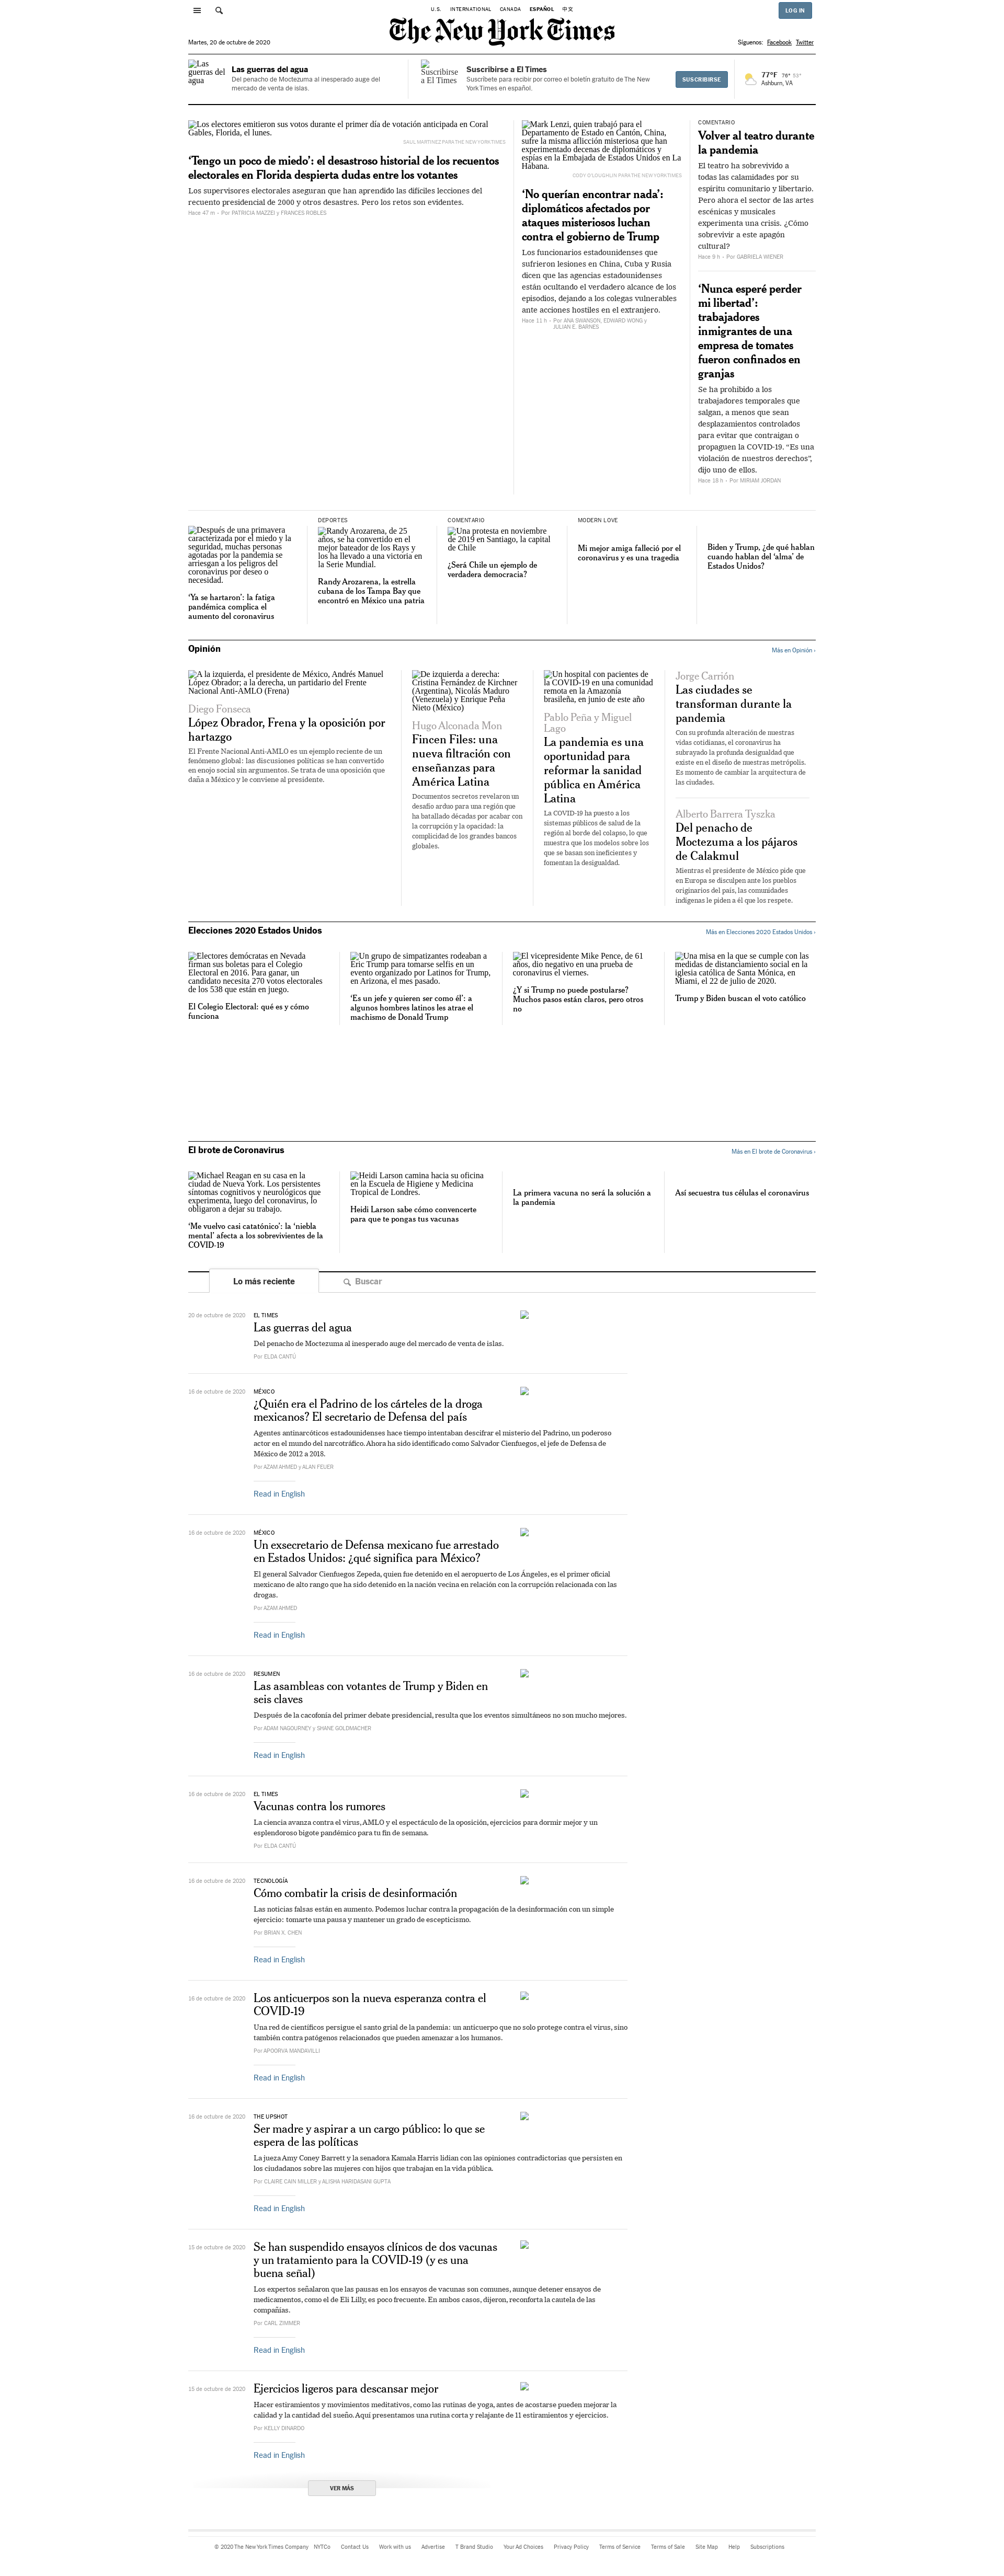 U.S.
INTERNATIONAL
CANADA
ESPAÑOL
中文
LOG IN
The New York Times
Martes, 20 de octubre de 2020
Síguenos: Facebook Twitter
Las guerras del agua
Las guerras del agua
Del penacho de Moctezuma al inesperado auge del
mercado de venta de islas.
Suscribirse a El Times
Suscribirse a El Times
Suscríbete para recibir por correo el boletín gratuito de The New
York Times en español.
SUSCRIBIRSE
77°F
Ashburn, VA
Los electores emitieron sus votos durante el primer día de votación anticipada en Coral
Gables, Florida, el lunes.
SAUL MARTINEZ PARA THE NEW YORK TIMES
‘Tengo un poco de miedo’: el desastroso historial de los recuentos
electorales en Florida despierta dudas entre los votantes
Los supervisores electorales aseguran que han aprendido las difíciles lecciones del
recuento presidencial de 2000 y otros desastres. Pero los retos son evidentes.
Hace 47 m • Por PATRICIA MAZZEI y FRANCES ROBLES
Mark Lenzi, quien trabajó para el
Departamento de Estado en Cantón, China,
sufre la misma aflicción misteriosa que han
experimentado decenas de diplomáticos y
espías en la Embajada de Estados Unidos en La
Habana.
CODY O'LOUGHLIN PARA THE NEW YORK TIMES
‘No querían encontrar nada’:
diplomáticos afectados por
ataques misteriosos luchan
contra el gobierno de Trump
Los funcionarios estadounidenses que
sufrieron lesiones en China, Cuba y Rusia
dicen que las agencias estadounidenses
están ocultando el verdadero alcance de los
episodios, dejando a los colegas vulnerables
ante acciones hostiles en el extranjero.
Hace 11 h • Por ANA SWANSON, EDWARD WONG y
JULIAN E. BARNES
COMENTARIO
Volver al teatro durante
la pandemia
El teatro ha sobrevivido a
todas las calamidades por su
espíritu comunitario y libertario.
Pero ahora el sector de las artes
escénicas y musicales
experimenta una crisis. ¿Cómo
sobrevivir a este apagón
cultural?
Hace 9 h • Por GABRIELA WIENER
‘Nunca esperé perder
mi libertad’:
trabajadores
inmigrantes de una
empresa de tomates
fueron confinados en
granjas
Se ha prohibido a los
trabajadores temporales que
salgan, a menos que sean
desplazamientos controlados
para evitar que contraigan o
propaguen la COVID-19. “Es una
violación de nuestros derechos”,
dijo uno de ellos.
Hace 18 h • Por MIRIAM JORDAN
Después de una primavera
caracterizada por el miedo y la
seguridad, muchas personas
agotadas por la pandemia se
arriesgan a los peligros del
coronavirus por deseo o
necesidad.
‘Ya se hartaron’: la fatiga
pandémica complica el
aumento del coronavirus
DEPORTES
Randy Arozarena, de 25
años, se ha convertido en el
mejor bateador de los Rays y
los ha llevado a una victoria en
la Serie Mundial.
Randy Arozarena, la estrella
cubana de los Tampa Bay que
encontró en México una patria
COMENTARIO
Una protesta en noviembre
de 2019 en Santiago, la capital
de Chile
¿Será Chile un ejemplo de
verdadera democracia?
MODERN LOVE
Mi mejor amiga falleció por el
coronavirus y es una tragedia
Biden y Trump, ¿de qué hablan
cuando hablan del ‘alma’ de
Estados Unidos?
Opinión
Más en Opinión ›
A la izquierda, el presidente de México, Andrés Manuel
López Obrador; a la derecha, un partidario del Frente
Nacional Anti-AMLO (Frena)
Diego Fonseca
López Obrador, Frena y la oposición por
hartazgo
El Frente Nacional Anti-AMLO es un ejemplo reciente de un
fenómeno global: las discusiones políticas se han convertido
en enojo social sin argumentos. Se trata de una oposición que
daña a México y le conviene al presidente.
De izquierda a derecha:
Cristina Fernández de Kirchner
(Argentina), Nicolás Maduro
(Venezuela) y Enrique Peña
Nieto (México)
Hugo Alconada Mon
Fincen Files: una
nueva filtración con
enseñanzas para
América Latina
Documentos secretos revelaron un
desafío arduo para una región que
ha batallado décadas por acabar con
la corrupción y la opacidad: la
complicidad de los grandes bancos
globales.
Un hospital con pacientes de
la COVID-19 en una comunidad
remota en la Amazonía
brasileña, en junio de este año
Pablo Peña y Miguel
Lago
La pandemia es una
oportunidad para
reformar la sanidad
pública en América
Latina
La COVID-19 ha puesto a los
sistemas públicos de salud de la
región al borde del colapso, lo que
muestra que los modelos sobre los
que se basan son ineficientes y
fomentan la desigualdad.
Jorge Carrión
Las ciudades se
transforman durante la
pandemia
Con su profunda alteración de nuestras
vidas cotidianas, el coronavirus ha
subrayado la profunda desigualdad que
existe en el diseño de nuestras metrópolis.
Es momento de cambiar la arquitectura de
las ciudades.
Alberto Barrera Tyszka
Del penacho de
Moctezuma a los pájaros
de Calakmul
Mientras el presidente de México pide que
en Europa se disculpen ante los pueblos
originarios del país, las comunidades
indígenas le piden a él que los respete.
Elecciones 2020 Estados Unidos
Más en Elecciones 2020 Estados Unidos ›
Electores demócratas en Nevada
firman sus boletas para el Colegio
Electoral en 2016. Para ganar, un
candidato necesita 270 votos electorales
de los 538 que están en juego.
El Colegio Electoral: qué es y cómo
funciona
Un grupo de simpatizantes rodeaban a
Eric Trump para tomarse selfis en un
evento organizado por Latinos for Trump,
en Arizona, el mes pasado.
‘Es un jefe y quieren ser como él’: a
algunos hombres latinos les atrae el
machismo de Donald Trump
El vicepresidente Mike Pence, de 61
años, dio negativo en una prueba de
coronavirus el viernes.
¿Y si Trump no puede postularse?
Muchos pasos están claros, pero otros
no
Una misa en la que se cumple con las
medidas de distanciamiento social en la
iglesia católica de Santa Mónica, en
Miami, el 22 de julio de 2020.
Trump y Biden buscan el voto católico
El brote de Coronavirus
Más en El brote de Coronavirus ›
Michael Reagan en su casa en la
ciudad de Nueva York. Los persistentes
síntomas cognitivos y neurológicos que
experimenta, luego del coronavirus, lo
obligaron a dejar su trabajo.
‘Me vuelvo casi catatónico’: la ‘niebla
mental’ afecta a los sobrevivientes de la
COVID-19
Heidi Larson camina hacia su oficina
en la Escuela de Higiene y Medicina
Tropical de Londres.
Heidi Larson sabe cómo convencerte
para que te pongas tus vacunas
La primera vacuna no será la solución a
la pandemia
Así secuestra tus células el coronavirus
Lo más reciente
Buscar
20 de octubre de 2020
EL TIMES
Las guerras del agua
Del penacho de Moctezuma al inesperado auge del mercado de venta de islas.
Por ELDA CANTÚ
16 de octubre de 2020
MÉXICO
¿Quién era el Padrino de los cárteles de la droga
mexicanos? El secretario de Defensa del país
Agentes antinarcóticos estadounidenses hace tiempo intentaban descifrar el misterio del Padrino, un poderoso
actor en el mundo del narcotráfico. Ahora ha sido identificado como Salvador Cienfuegos, el jefe de Defensa de
México de 2012 a 2018.
Por AZAM AHMED y ALAN FEUER
Read in English
16 de octubre de 2020
MÉXICO
Un exsecretario de Defensa mexicano fue arrestado
en Estados Unidos: ¿qué significa para México?
El general Salvador Cienfuegos Zepeda, quien fue detenido en el aeropuerto de Los Ángeles, es el primer oficial
mexicano de alto rango que ha sido detenido en la nación vecina en relación con la corrupción relacionada con las
drogas.
Por AZAM AHMED
Read in English
16 de octubre de 2020
RESUMEN
Las asambleas con votantes de Trump y Biden en
seis claves
Después de la cacofonía del primer debate presidencial, resulta que los eventos simultáneos no son mucho mejores.
Por ADAM NAGOURNEY y SHANE GOLDMACHER
Read in English
16 de octubre de 2020
EL TIMES
Vacunas contra los rumores
La ciencia avanza contra el virus, AMLO y el espectáculo de la oposición, ejercicios para dormir mejor y un
esplendoroso bigote pandémico para tu fin de semana.
Por ELDA CANTÚ
16 de octubre de 2020
TECNOLOGÍA
Cómo combatir la crisis de desinformación
Las noticias falsas están en aumento. Podemos luchar contra la propagación de la desinformación con un simple
ejercicio: tomarte una pausa y mantener un grado de escepticismo.
Por BRIAN X. CHEN
Read in English
16 de octubre de 2020
Los anticuerpos son la nueva esperanza contra el
COVID-19
Una red de científicos persigue el santo grial de la pandemia: un anticuerpo que no solo protege contra el virus, sino
también contra patógenos relacionados que pueden amenazar a los humanos.
Por APOORVA MANDAVILLI
Read in English
16 de octubre de 2020
THE UPSHOT
Ser madre y aspirar a un cargo público: lo que se
espera de las políticas
La jueza Amy Coney Barrett y la senadora Kamala Harris lidian con las opiniones contradictorias que persisten en
los ciudadanos sobre las mujeres con hijos que trabajan en la vida pública.
Por CLAIRE CAIN MILLER y ALISHA HARIDASANI GUPTA
Read in English
15 de octubre de 2020
Se han suspendido ensayos clínicos de dos vacunas
y un tratamiento para la COVID-19 (y es una
buena señal)
Los expertos señalaron que las pausas en los ensayos de vacunas son comunes, aunque detener ensayos de
medicamentos, como el de Eli Lilly, es poco frecuente. En ambos casos, dijeron, reconforta la cautela de las
compañías.
Por CARL ZIMMER
Read in English
15 de octubre de 2020
Ejercicios ligeros para descansar mejor
Hacer estiramientos y movimientos meditativos, como las rutinas de yoga, antes de acostarse pueden mejorar la
calidad y la cantidad del sueño. Aquí presentamos una rutina corta y relajante de 11 estiramientos y ejercicios.
Por KELLY DINARDO
Read in English
VER MÁS
© 2020 The New York Times Company
NYTCo
Contact Us
Work with us
Advertise
T Brand Studio
Your Ad Choices
Privacy Policy
Terms of Service
Terms of Sale
Site Map
Help
Subscriptions